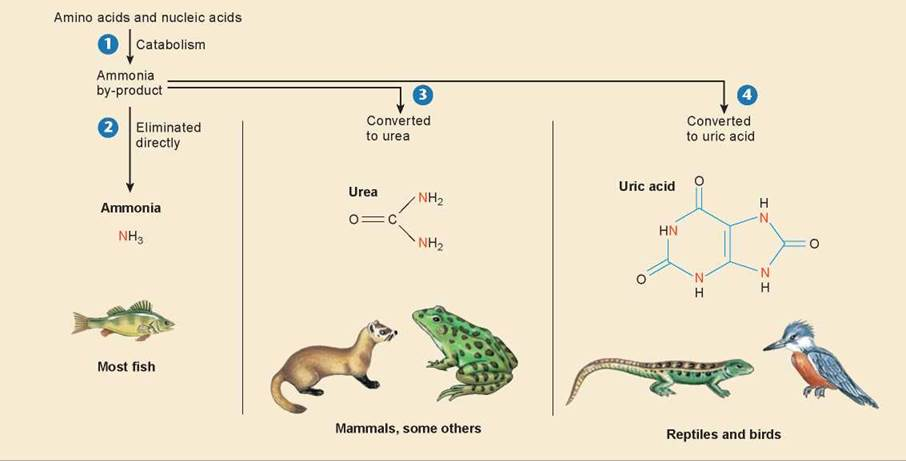 Amino acids and nucleic acids
1 Catabolism
Ammonia
by-product
2 Eliminated
directly
Ammonia
NH3
Most fish
3
Converted
to urea
Urea
NH2
O C
NH2
Mammals, some others
4
Converted
to uric acid
Uric acid
O
H
HN N
O
O N N
H H
Reptiles and birds